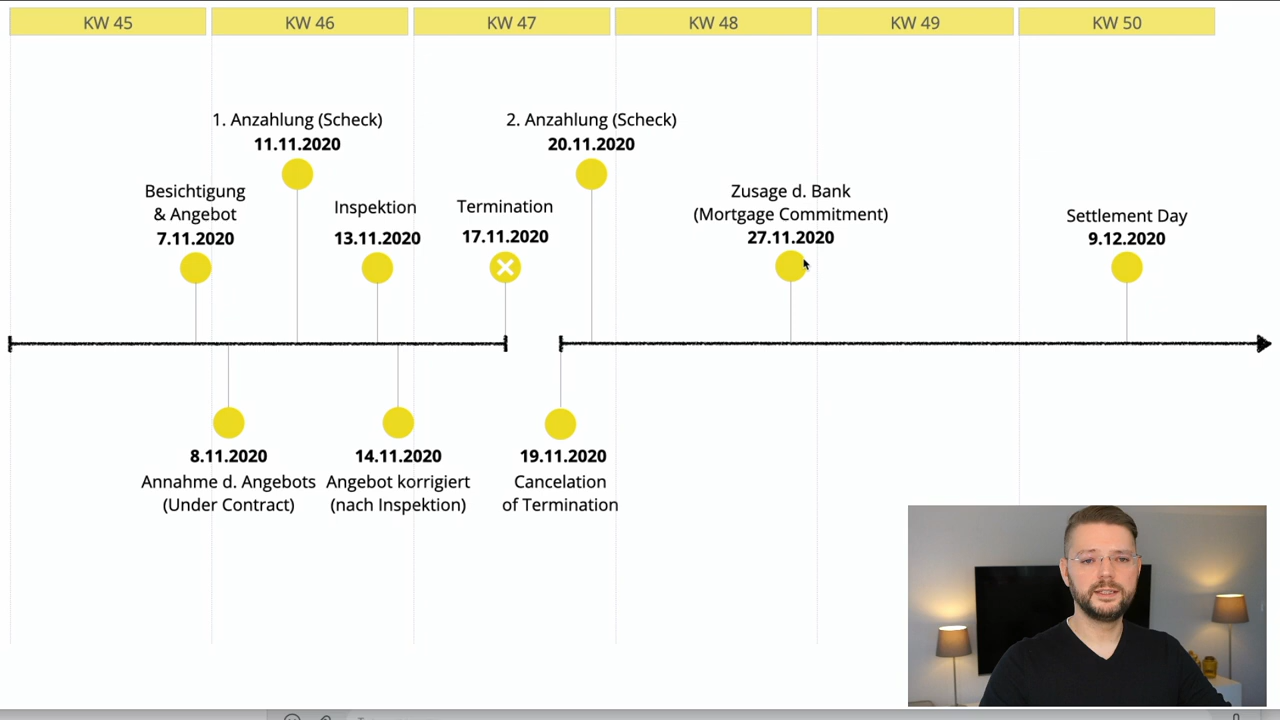 KW 45
KW 46
KW 47
KW 48
KW 49
KW 50
1. Anzahlung (Scheck)
11.11.2020
2. Anzahlung (Scheck)
20.11.2020
Besichtigung
& Angebot
7.11.2020
Inspektion
13.11.2020
Termination
17.11.2020
Zusage d. Bank
(Mortgage Commitment)
27.11.2020
Settlement Day
9.12.2020
8.11.2020
Annahme d. Angebots
(Under Contract)
14.11.2020
Angebot korrigiert
(nach Inspektion)
19.11.2020
Cancelation
of Termination